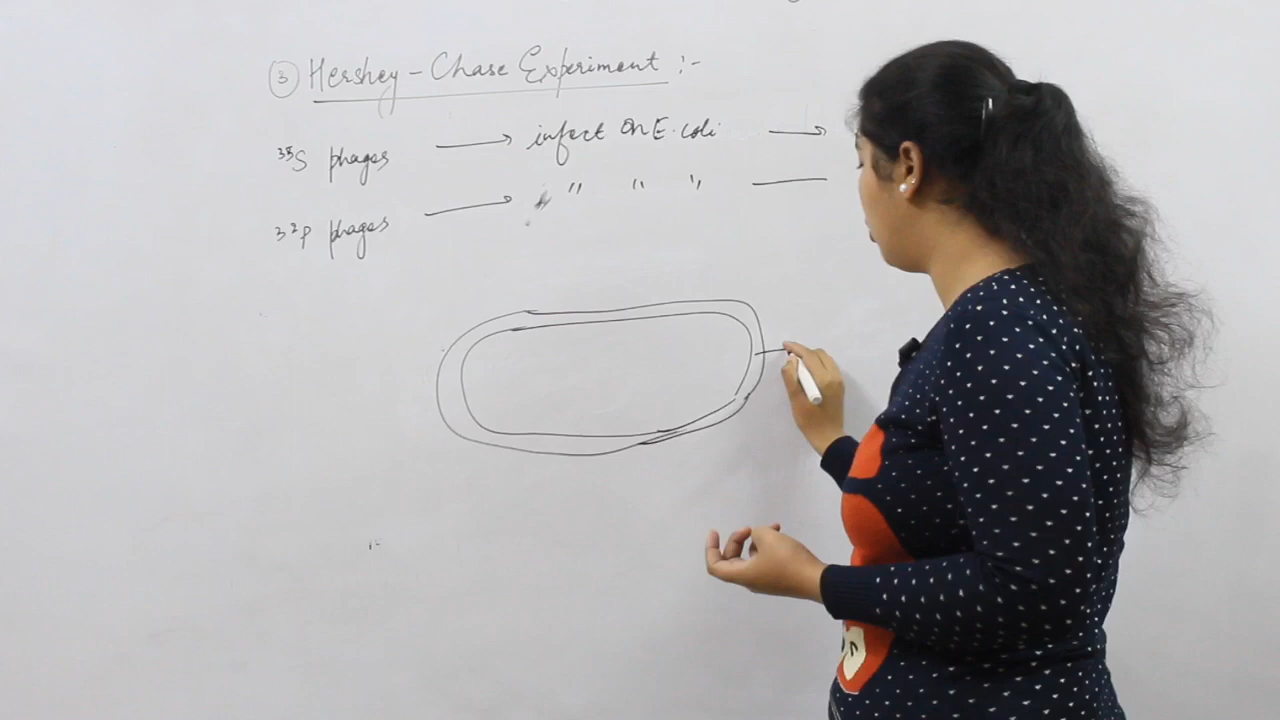 ③ Hershey - Chase Experiment :-
³⁵S phages → infect on E. coli →
³²P phages → " " " —